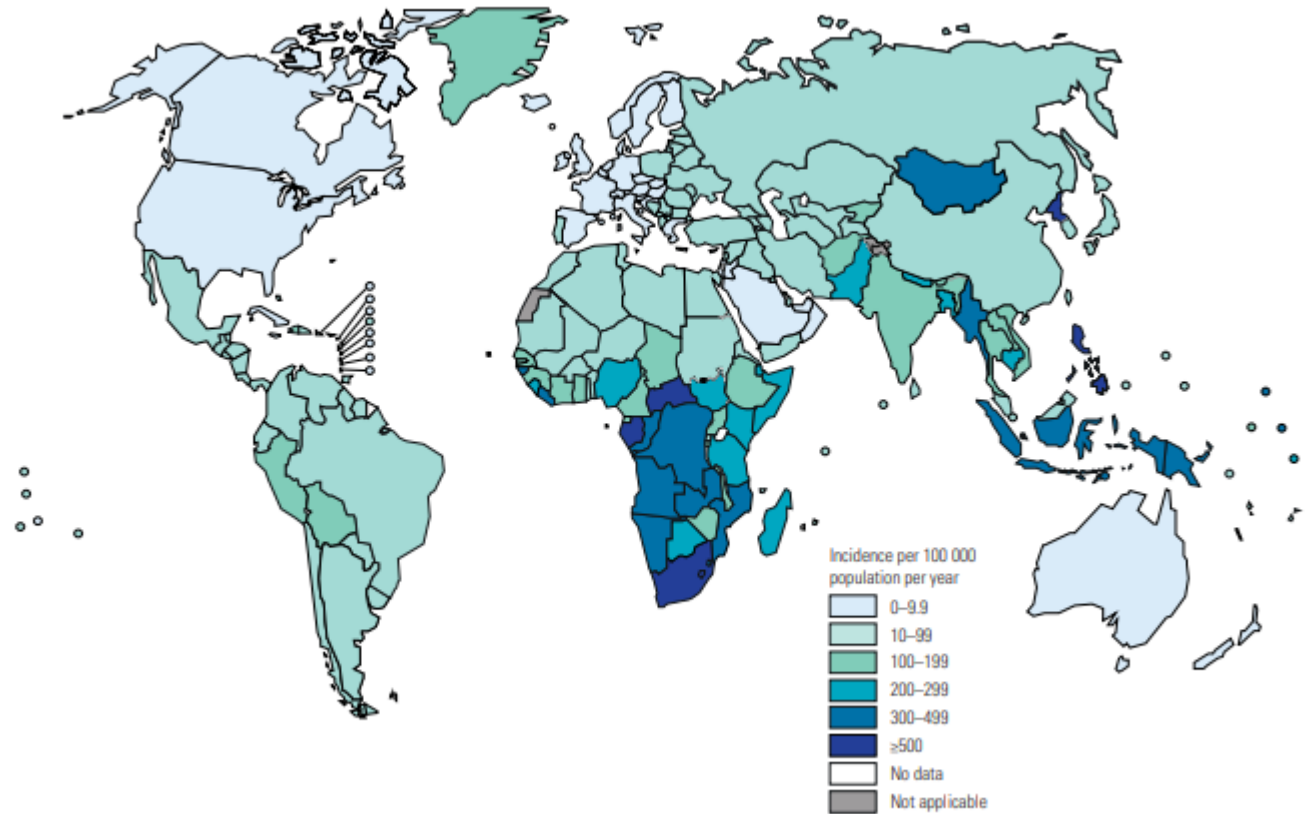 Incidence per 100 000
population per year
0–9.9
10–99
100–199
200–299
300–499
≥500
No data
Not applicable